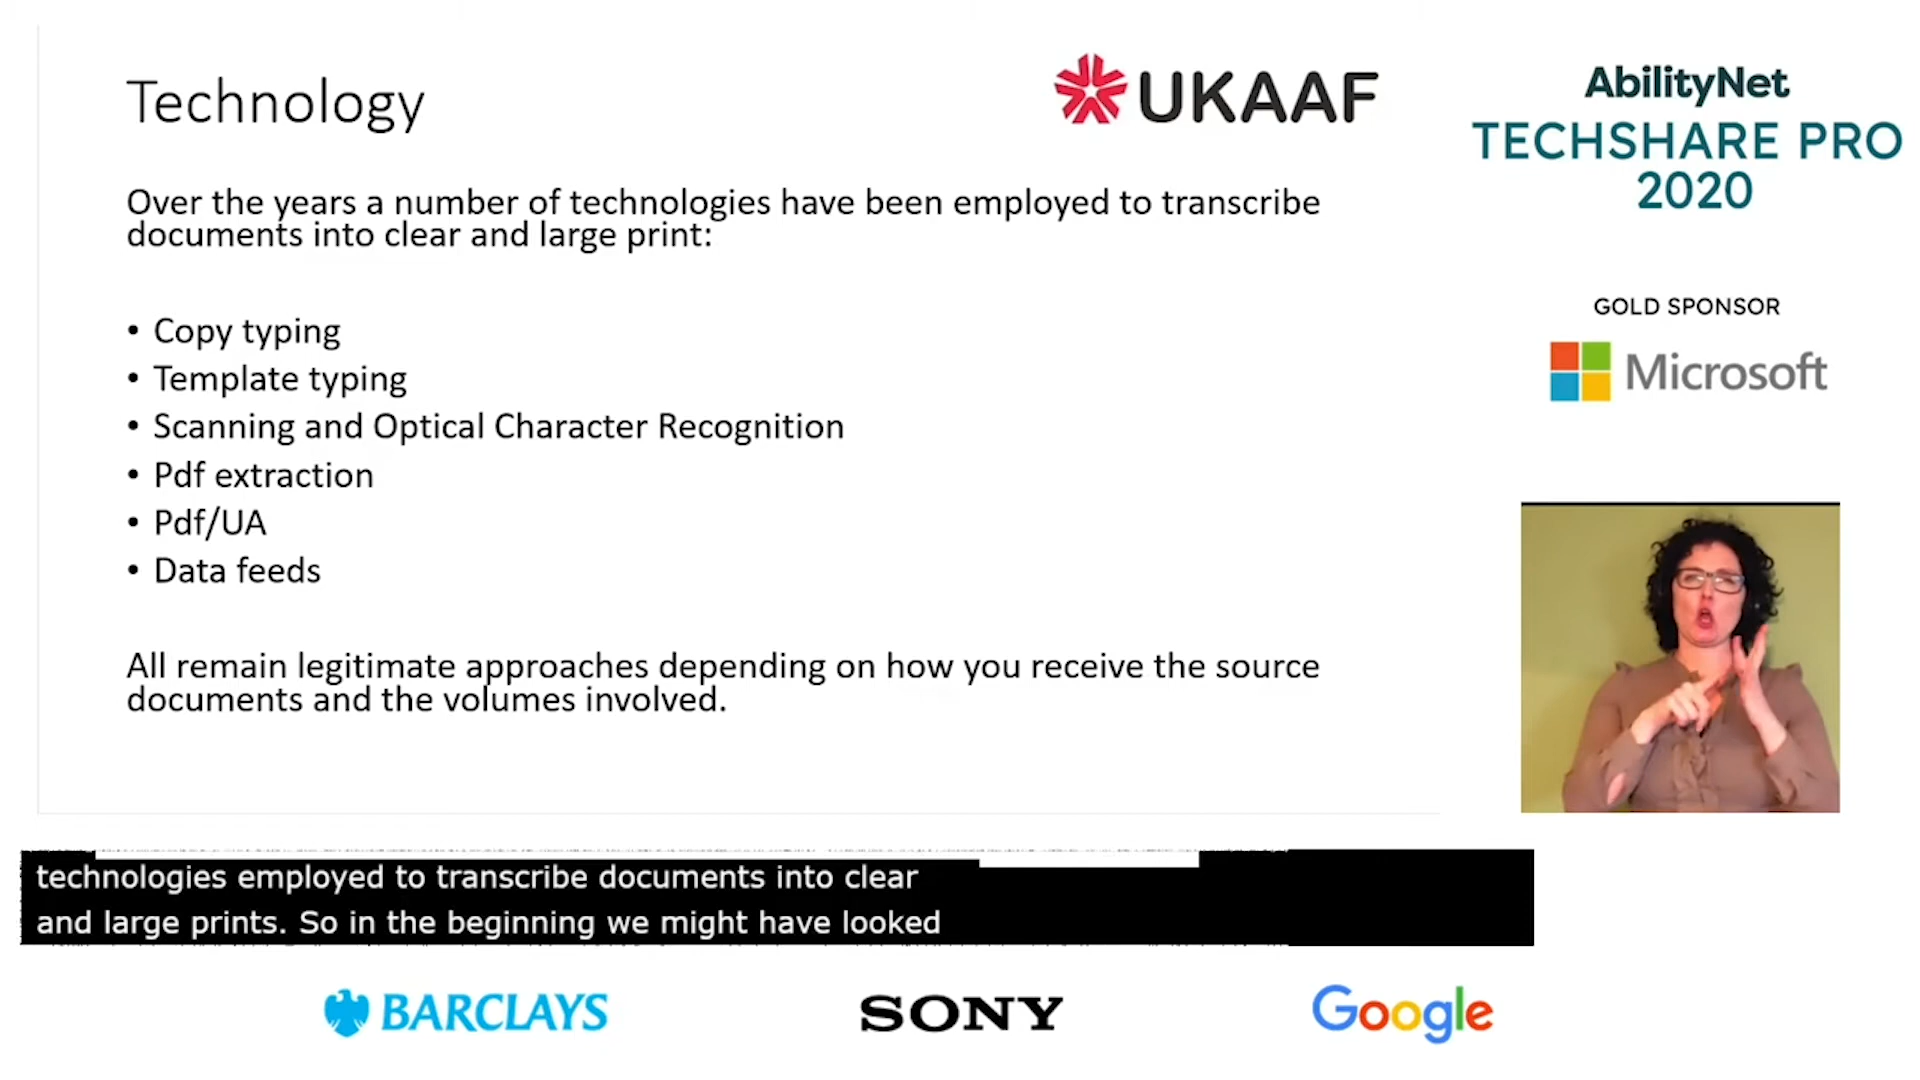 Technology
UKAAF
Over the years a number of technologies have been employed to transcribe
documents into clear and large print:
• Copy typing
• Template typing
• Scanning and Optical Character Recognition
• Pdf extraction
• Pdf/UA
• Data feeds
All remain legitimate approaches depending on how you receive the source
documents and the volumes involved.
AbilityNet
TECHSHARE PRO
2020
GOLD SPONSOR
Microsoft
technologies employed to transcribe documents into clear
and large prints. So in the beginning we might have looked
BARCLAYS
SONY
Google